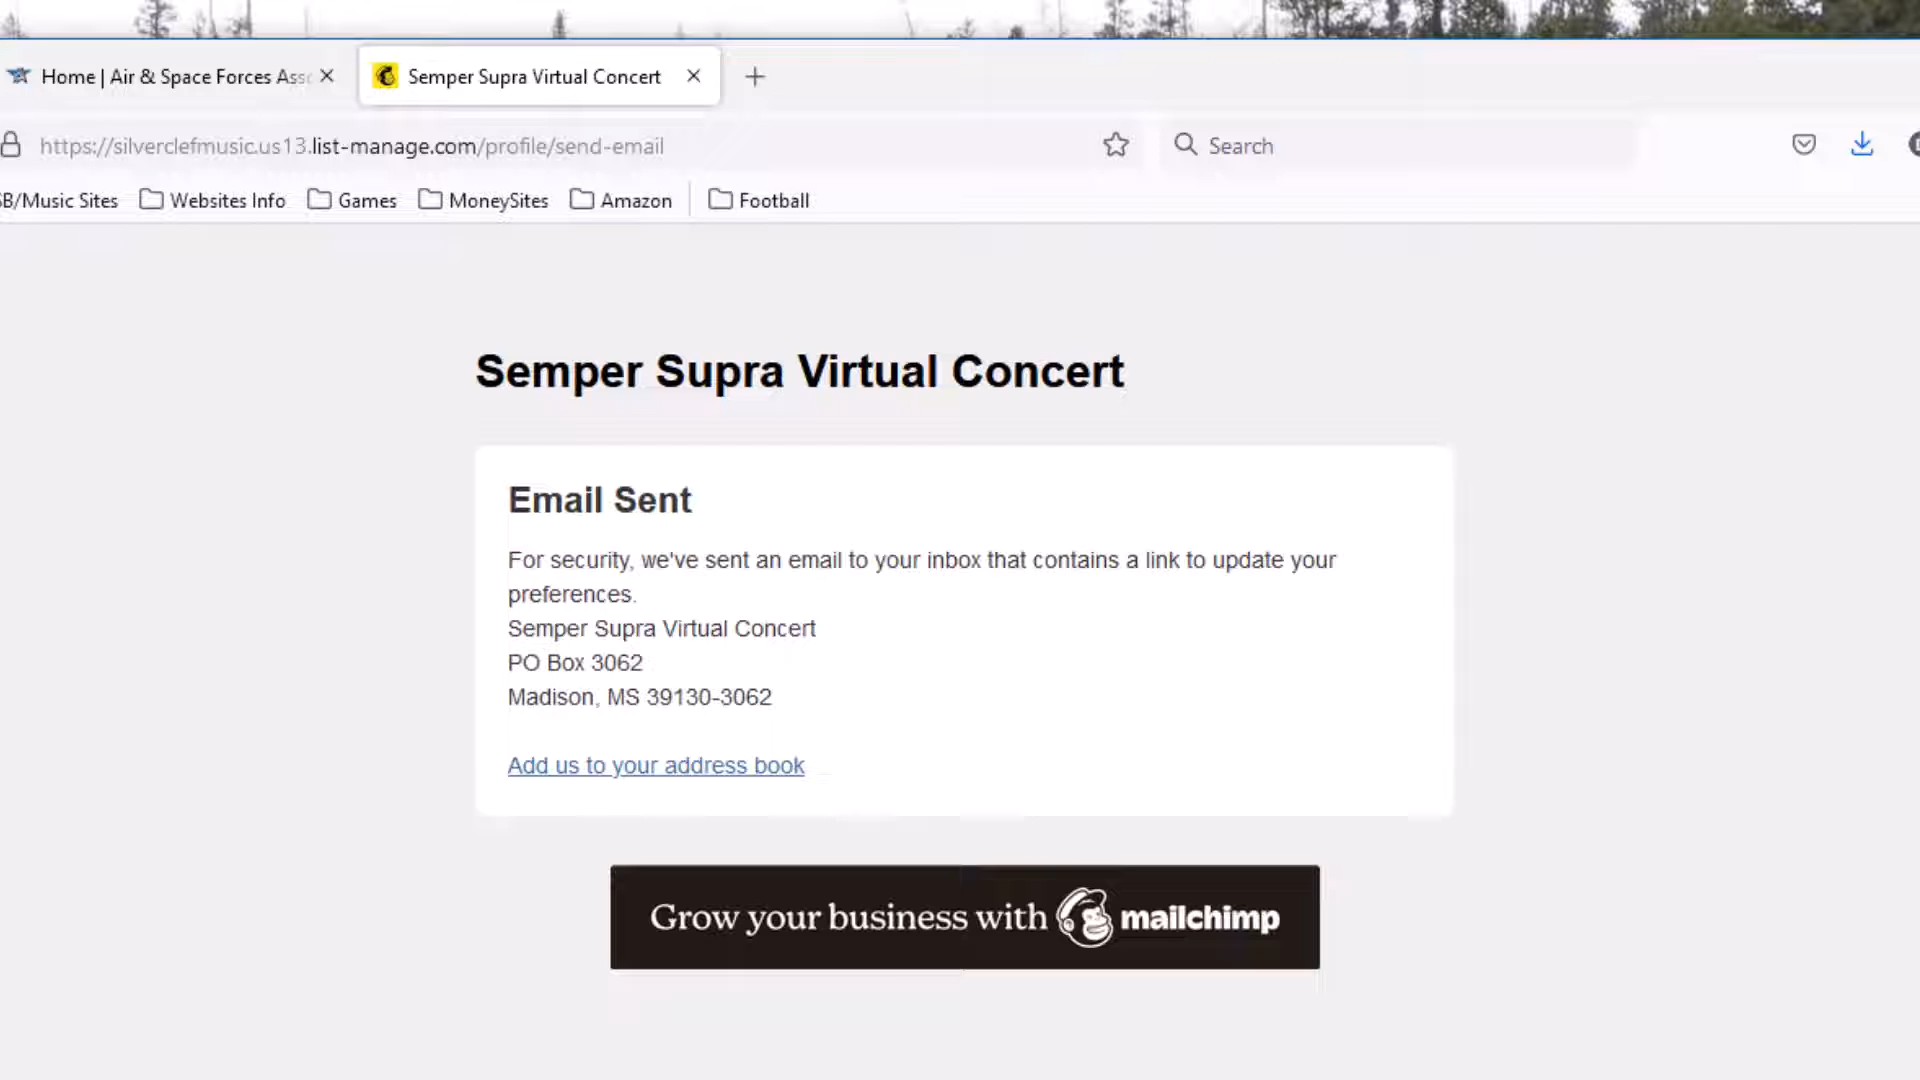 Home | Air & Space Forces Ass
Semper Supra Virtual Concert
https://silverclefmusic.us13.list-manage.com/profile/send-email
Search
B/Music Sites
Websites Info
Games
MoneySites
Amazon
Football
Semper Supra Virtual Concert
Email Sent
For security, we've sent an email to your inbox that contains a link to update your
preferences.
Semper Supra Virtual Concert
PO Box 3062
Madison, MS 39130-3062
Add us to your address book
Grow your business with mailchimp